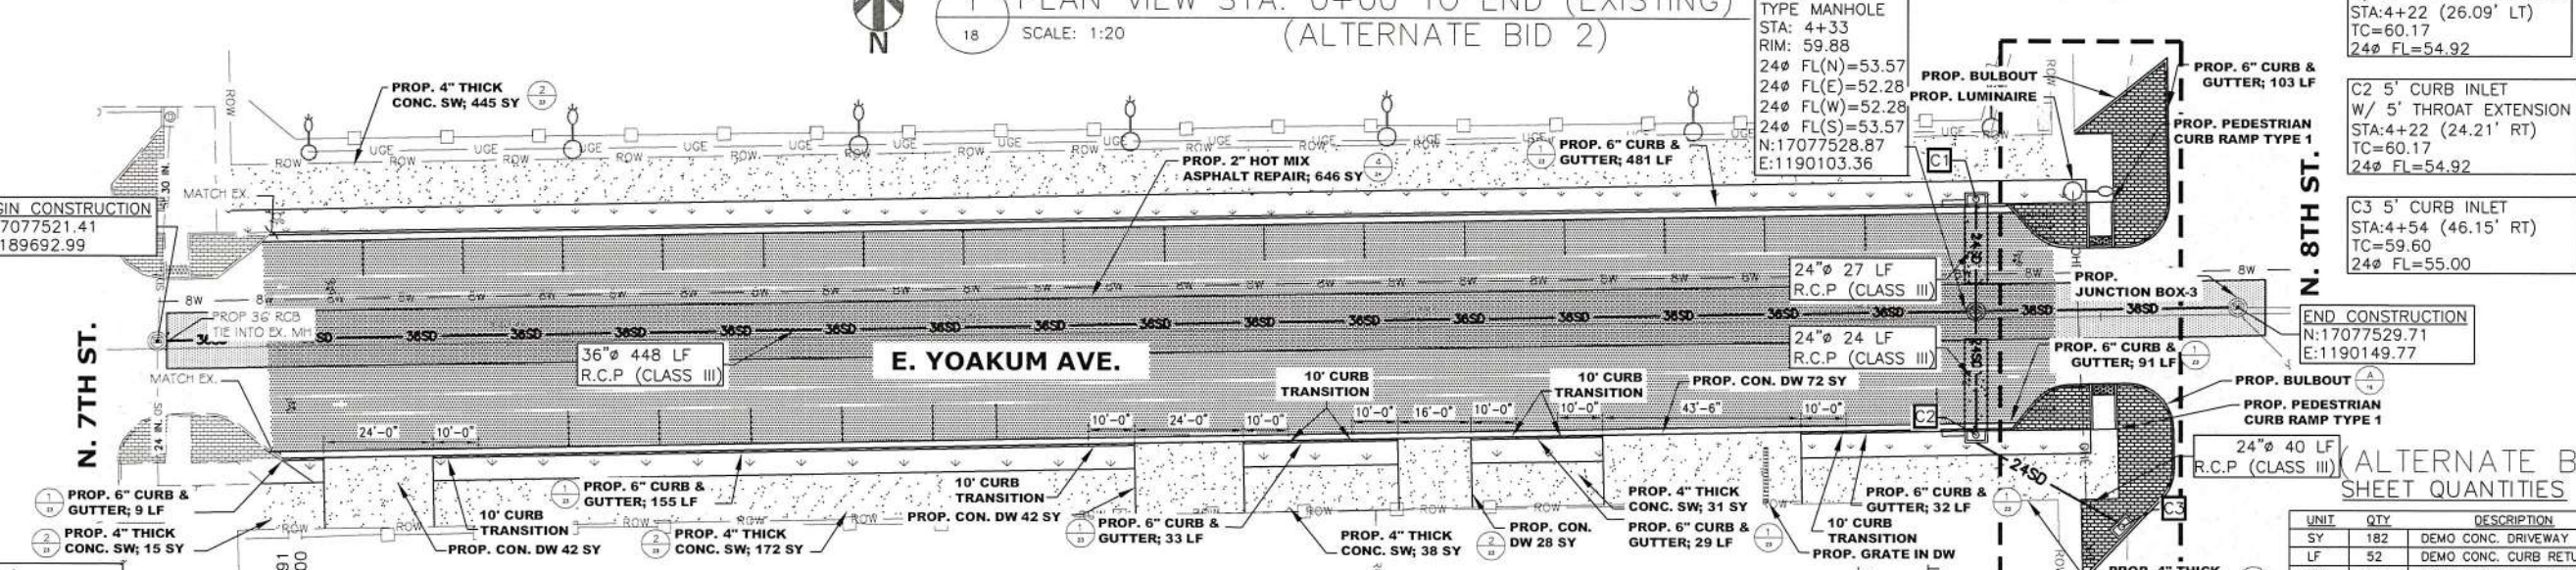 1
18
PLAN VIEW STA. 0+00 TO END (EXISTING)
SCALE: 1:20
(ALTERNATE BID 2)
N
TYPE MANHOLE
STA: 4+33
RIM: 59.88
24ø FL(N)=53.57
24ø FL(E)=52.28
24ø FL(W)=52.28
24ø FL(S)=53.57
N:17077528.87
E:1190103.36
STA:4+22 (26.09' LT)
TC=60.17
24ø FL=54.92
C2 5' CURB INLET
W/ 5' THROAT EXTENSION
STA:4+22 (24.21' RT)
TC=60.17
24ø FL=54.92
C3 5' CURB INLET
STA:4+54 (46.15' RT)
TC=59.60
24ø FL=55.00
PROP. 4" THICK
CONC. SW; 445 SY
PROP. BULBOUT
PROP. LUMINAIRE
PROP. 6" CURB &
GUTTER; 103 LF
PROP. PEDESTRIAN
CURB RAMP TYPE 1
PROP. 2" HOT MIX
ASPHALT REPAIR; 646 SY
PROP. 6" CURB &
GUTTER; 481 LF
C1
ROW
UGE
MATCH EX.
GIN CONSTRUCTION
7077521.41
189692.99
N. 7TH ST.
N. 8TH ST.
8W
PROP 36' RCB
TIE INTO EX. MH
36SD
36"ø 448 LF
R.C.P (CLASS III)
E. YOAKUM AVE.
24"ø 27 LF
R.C.P (CLASS III)
24"ø 24 LF
R.C.P (CLASS III)
PROP.
JUNCTION BOX-3
END CONSTRUCTION
N:17077529.71
E:1190149.77
MATCH EX.
10' CURB
TRANSITION
10' CURB
TRANSITION
PROP. CON. DW 72 SY
PROP. 6" CURB &
GUTTER; 91 LF
PROP. BULBOUT
PROP. PEDESTRIAN
CURB RAMP TYPE 1
24'-0" 10'-0"
10'-0" 24'-0" 10'-0"
10'-0" 16'-0" 10'-0"
10'-0" 43'-6" 10'-0"
C2
24"ø 40 LF
R.C.P (CLASS III)
24SD
C3
PROP. 6" CURB &
GUTTER; 9 LF
PROP. 4" THICK
CONC. SW; 15 SY
10' CURB
TRANSITION
PROP. CON. DW 42 SY
PROP. 6" CURB &
GUTTER; 155 LF
PROP. 4" THICK
CONC. SW; 172 SY
10' CURB
TRANSITION
PROP. CON. DW 42 SY
PROP. 6" CURB &
GUTTER; 33 LF
PROP. 4" THICK
CONC. SW; 38 SY
PROP. CON.
DW 28 SY
PROP. 4" THICK
CONC. SW; 31 SY
PROP. 6" CURB &
GUTTER; 29 LF
PROP. 6" CURB &
GUTTER; 32 LF
10' CURB
TRANSITION
PROP. GRATE IN DW
(ALTERNATE B
SHEET QUANTITIES
UNIT QTY DESCRIPTION
SY 182 DEMO CONC. DRIVEWAY
LF 52 DEMO CONC. CURB RETU
PROP. 4" THICK